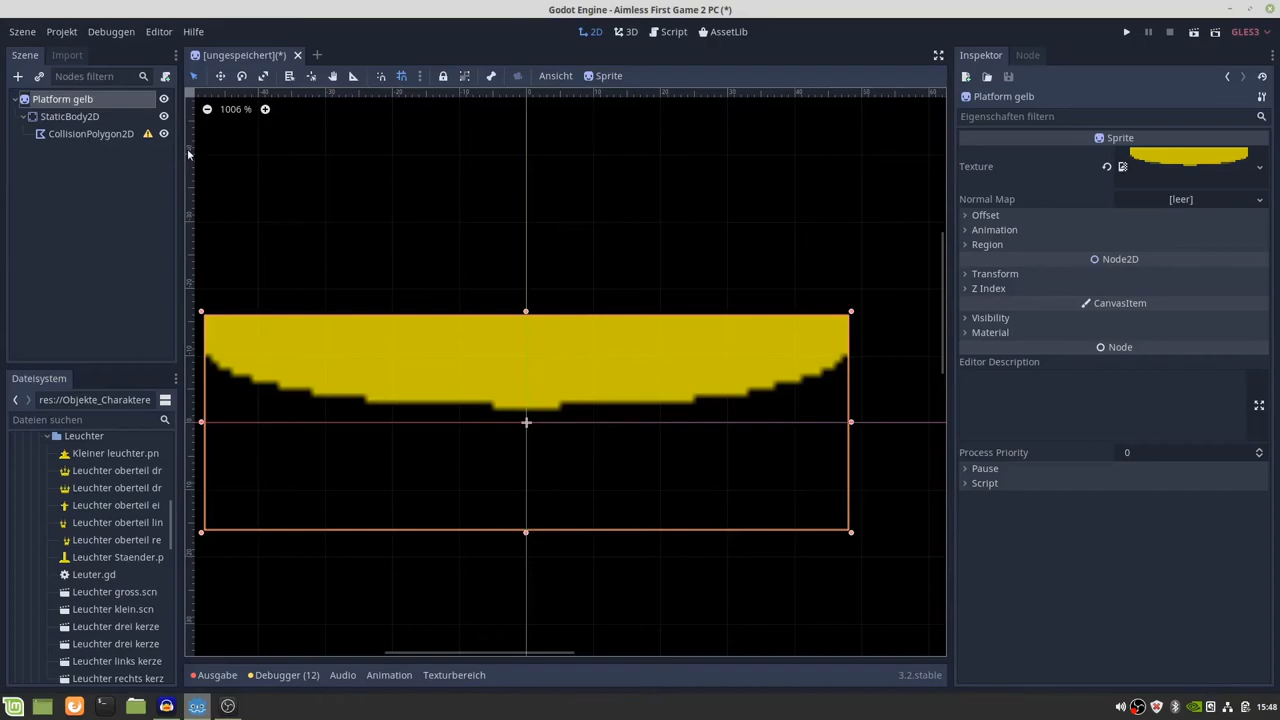 Godot Engine - Aimless First Game 2 PC (*)
Szene Projekt Debuggen Editor Hilfe
2D 3D Script AssetLib
GLES3
Szene Import
[ungespeichert](*)
Inspektor Node
Nodes filtern
Ansicht Sprite
Platform gelb
StaticBody2D
CollisionPolygon2D
1006 %
Platform gelb
Eigenschaften filtern
Sprite
Texture
Normal Map [leer]
Offset
Animation
Region
Node2D
Transform
Z Index
CanvasItem
Visibility
Material
Node
Editor Description
Process Priority 0
Pause
Script
Dateisystem
res://Objekte_Charaktere
Dateien suchen
Leuchter
Kleiner leuchter.pn
Leuchter oberteil dr
Leuchter oberteil dr
Leuchter oberteil ei
Leuchter oberteil lin
Leuchter oberteil re
Leuchter Staender.p
Leuter.gd
Leuchter gross.scn
Leuchter klein.scn
Leuchter drei kerze
Leuchter drei kerze
Leuchter links kerze
Leuchter rechts kerz
Ausgabe Debugger (12) Audio Animation Texturbereich
3.2.stable
15:48